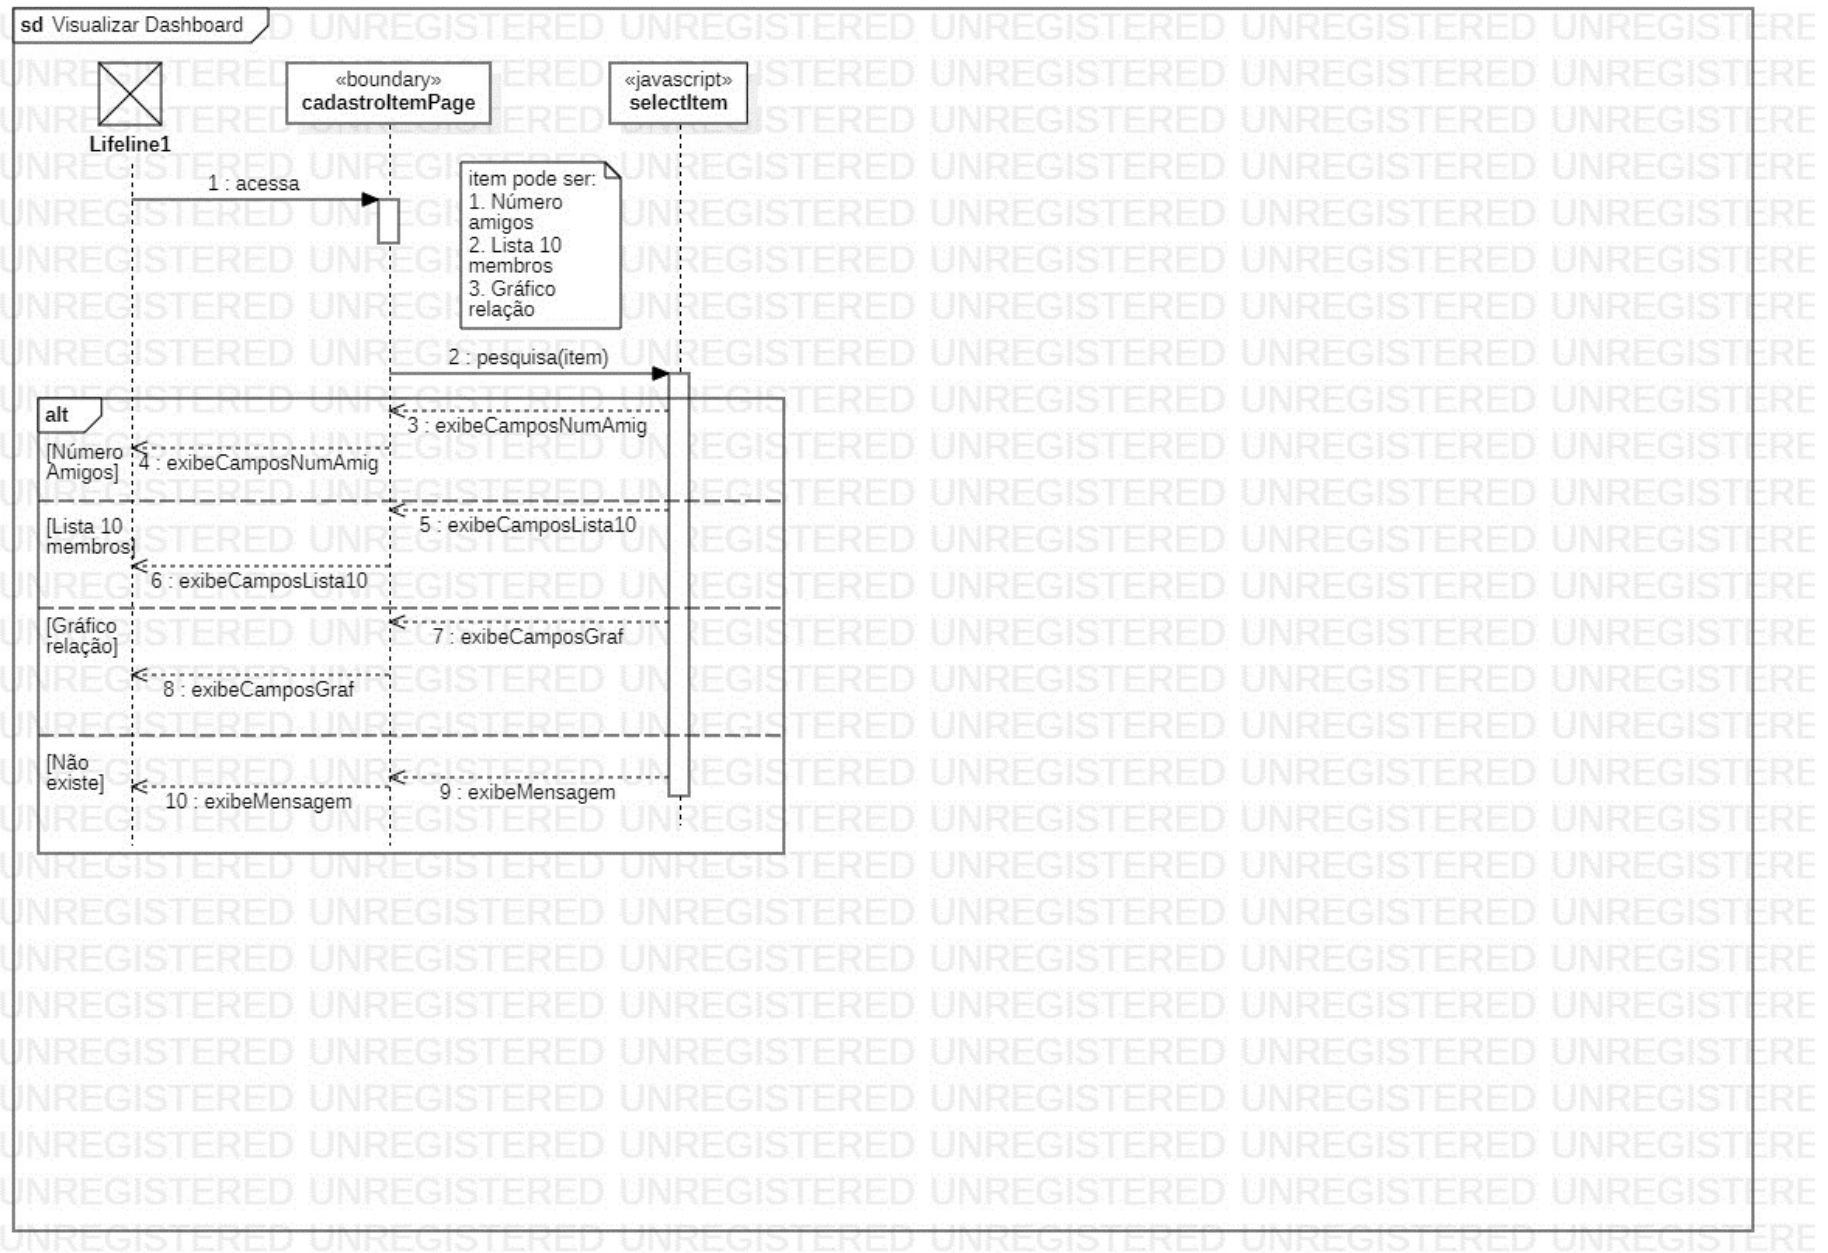 sd Visualizar Dashboard
«boundary»
cadastroItemPage
«javascript»
selectItem
Lifeline1
1 : acessa
item pode ser:
1. Número
amigos
2. Lista 10
membros
3. Gráfico
relação
2 : pesquisa(item)
alt
3 : exibeCamposNumAmig
[Número
Amigos]
4 : exibeCamposNumAmig
[Lista 10
membros]
5 : exibeCamposLista10
6 : exibeCamposLista10
[Gráfico
relação]
7 : exibeCamposGraf
8 : exibeCamposGraf
[Não
existe]
9 : exibeMensagem
10 : exibeMensagem
UNREGISTERED